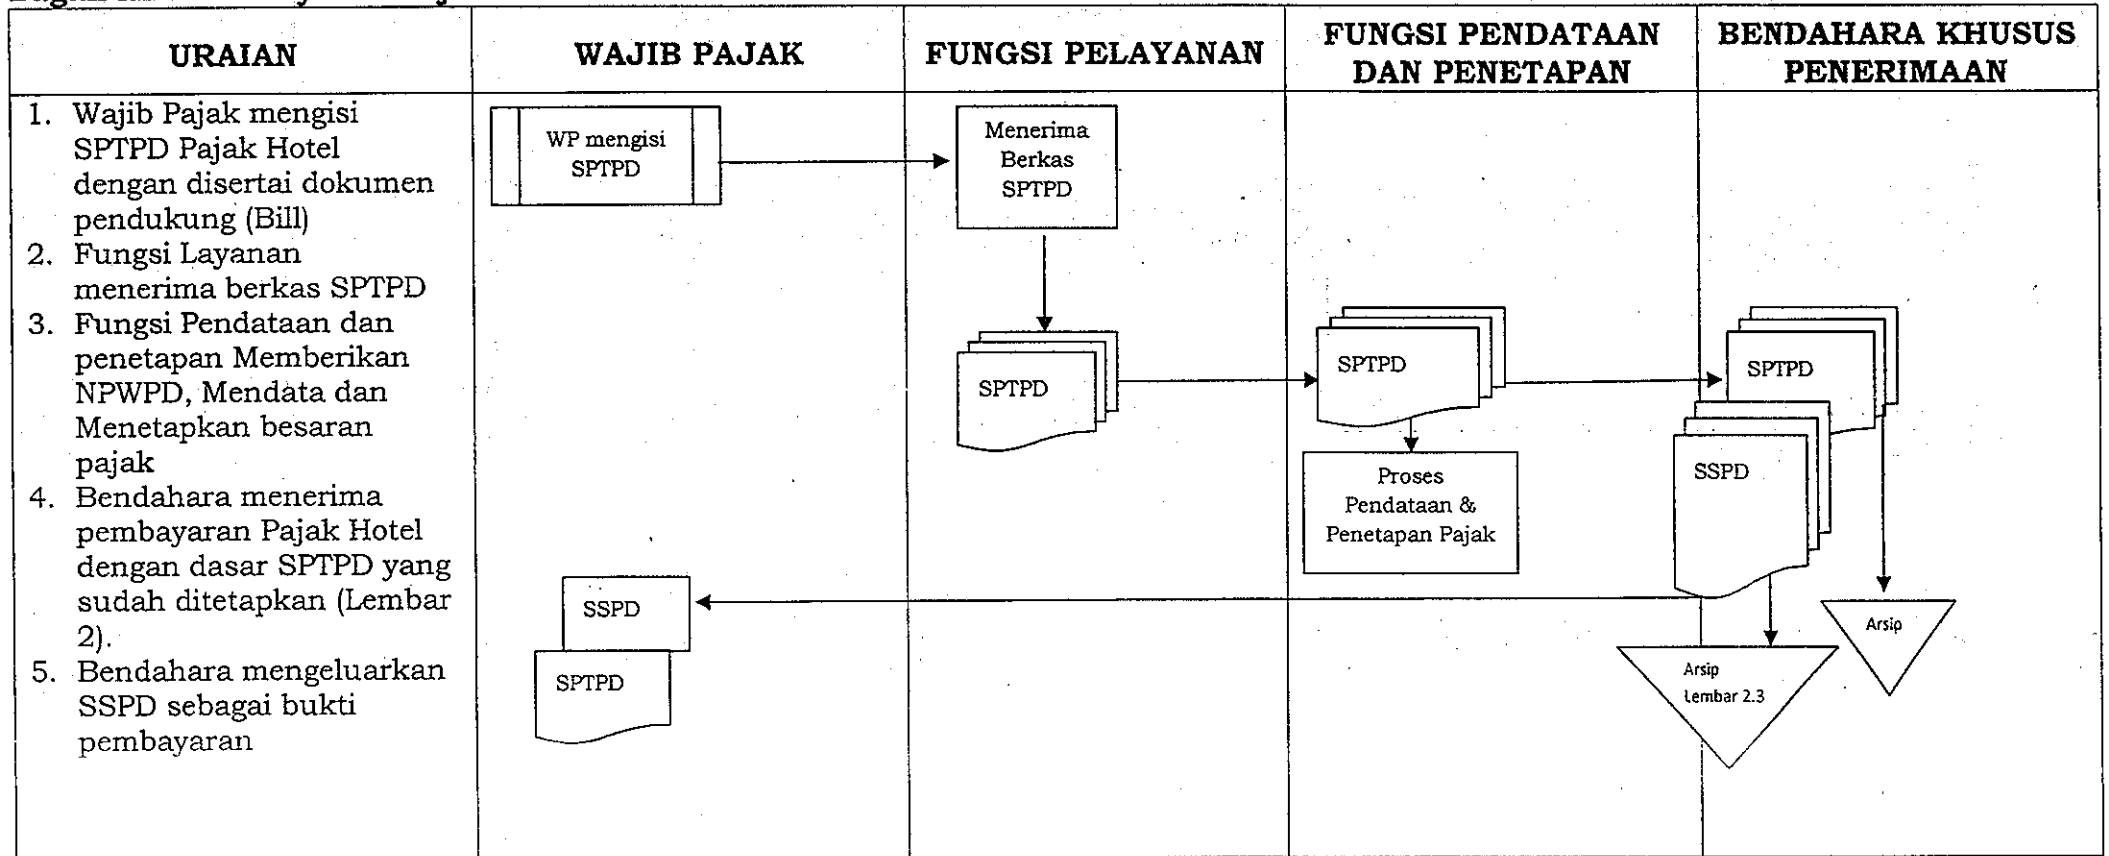 URAIAN
WAJIB PAJAK
FUNGSI PELAYANAN
FUNGSI PENDATAAN
DAN PENETAPAN
BENDAHARA KHUSUS
PENERIMAAN
1. Wajib Pajak mengisi
SPTPD Pajak Hotel
dengan disertai dokumen
pendukung (Bill)
2. Fungsi Layanan
menerima berkas SPTPD
3. Fungsi Pendataan dan
penetapan Memberikan
NPWPD, Mendata dan
Menetapkan besaran
pajak
4. Bendahara menerima
pembayaran Pajak Hotel
dengan dasar SPTPD yang
sudah ditetapkan (Lembar
2).
5. Bendahara mengeluarkan
SSPD sebagai bukti
pembayaran
WP mengisi
SPTPD
SSPD
SPTPD
Menerima
Berkas
SPTPD
SPTPD
SPTPD
Proses
Pendataan &
Penetapan Pajak
SPTPD
SSPD
Arsip
Arsip
Lembar 2.3